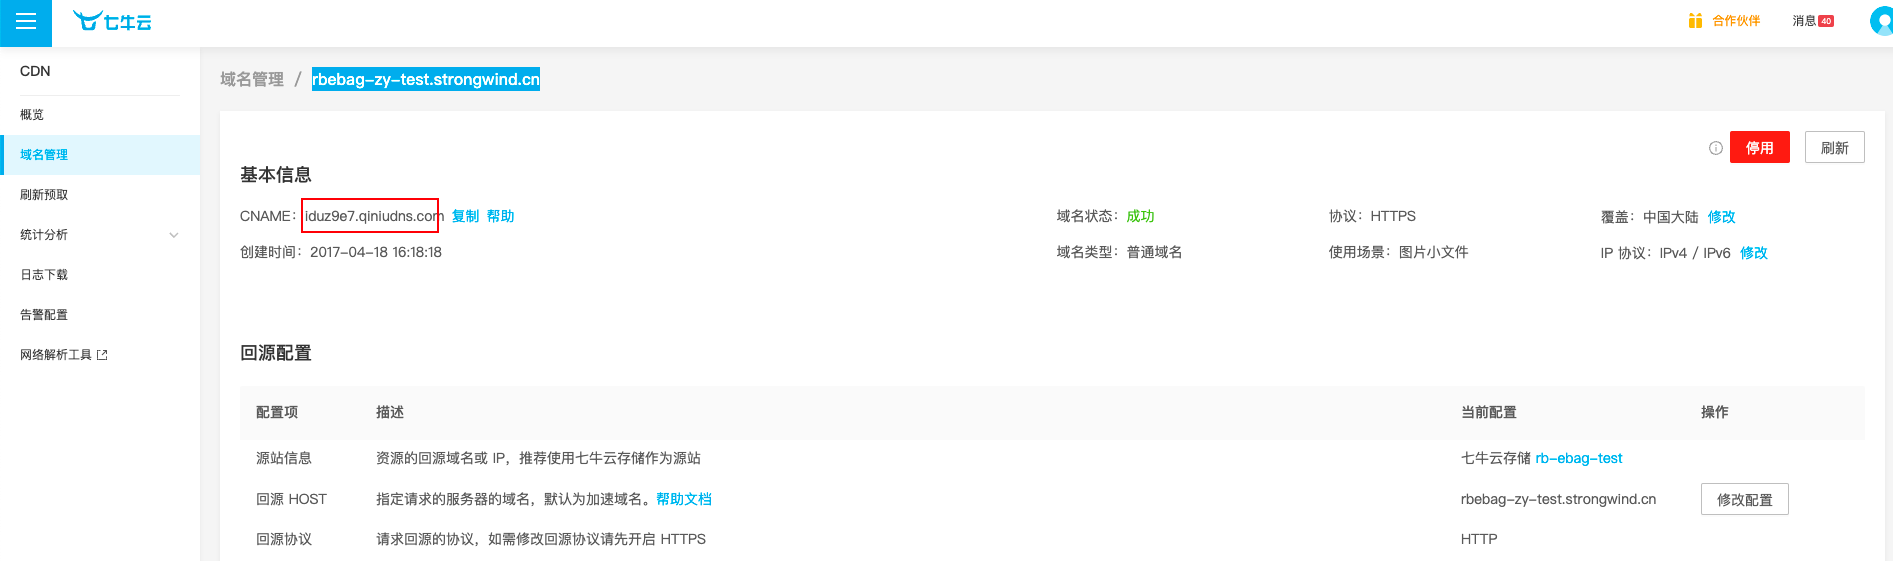 七牛云
合作伙伴
消息 40
CDN
概览
域名管理
刷新预取
统计分析
日志下载
告警配置
网络解析工具
域名管理 / rbebag-zy-test.strongwind.cn
停用 刷新
基本信息
CNAME: iduz9e7.qiniudns.com 复制 帮助
域名状态: 成功
协议: HTTPS
覆盖: 中国大陆 修改
创建时间: 2017-04-18 16:18:18
域名类型: 普通域名
使用场景: 图片小文件
IP 协议: IPv4 / IPv6 修改
回源配置
配置项 描述 当前配置 操作
源站信息 资源的回源域名或 IP，推荐使用七牛云存储作为源站 七牛云存储 rb-ebag-test
回源 HOST 指定请求的服务器的域名，默认为加速域名。帮助文档 rbebag-zy-test.strongwind.cn 修改配置
回源协议 请求回源的协议，如需修改回源协议请先开启 HTTPS HTTP